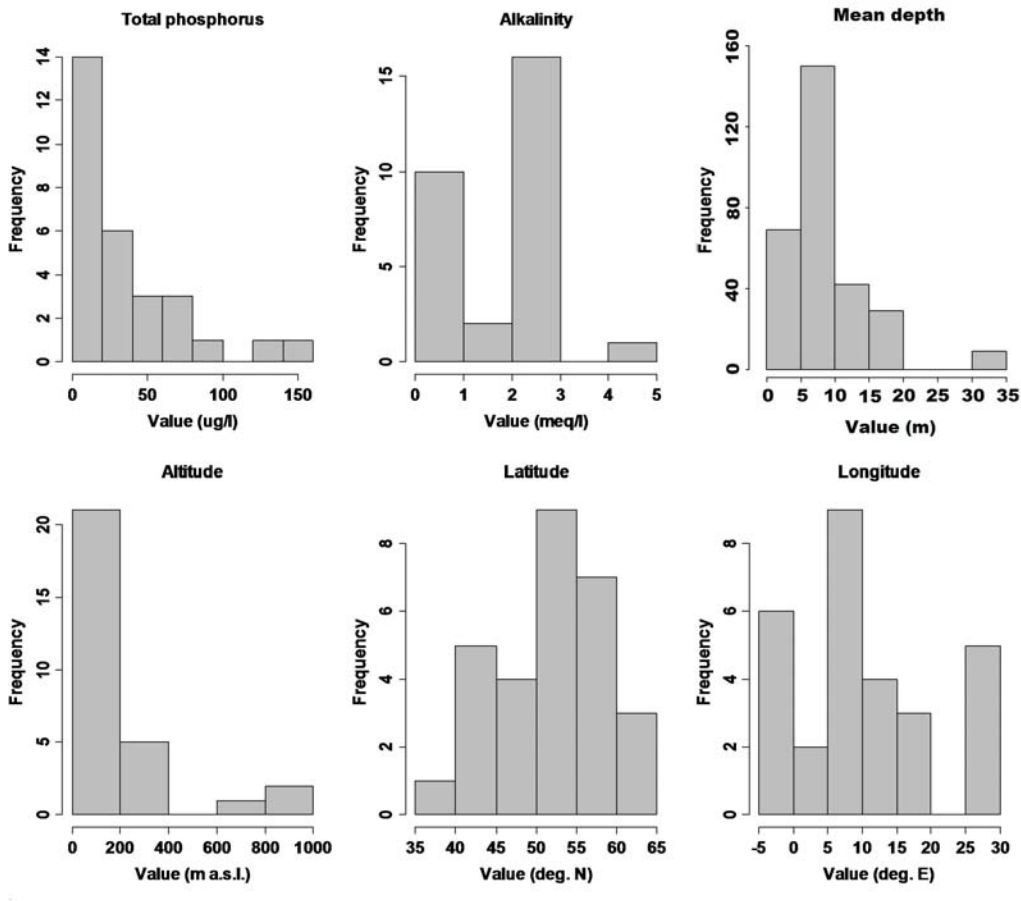 Total phosphorus
Frequency
0 2 4 6 8 10 12 14
0 50 100 150
Value (ug/l)
Alkalinity
Frequency
0 5 10 15
0 1 2 3 4 5
Value (meq/l)
Mean depth
Frequency
0 40 80 120 160
0 5 10 15 20 25 30 35
Value (m)
Altitude
Frequency
0 5 10 15 20
0 200 400 600 800 1000
Value (m a.s.l.)
Latitude
Frequency
0 2 4 6 8
35 40 45 50 55 60 65
Value (deg. N)
Longitude
Frequency
0 2 4 6 8
-5 0 5 10 15 20 25 30
Value (deg. E)